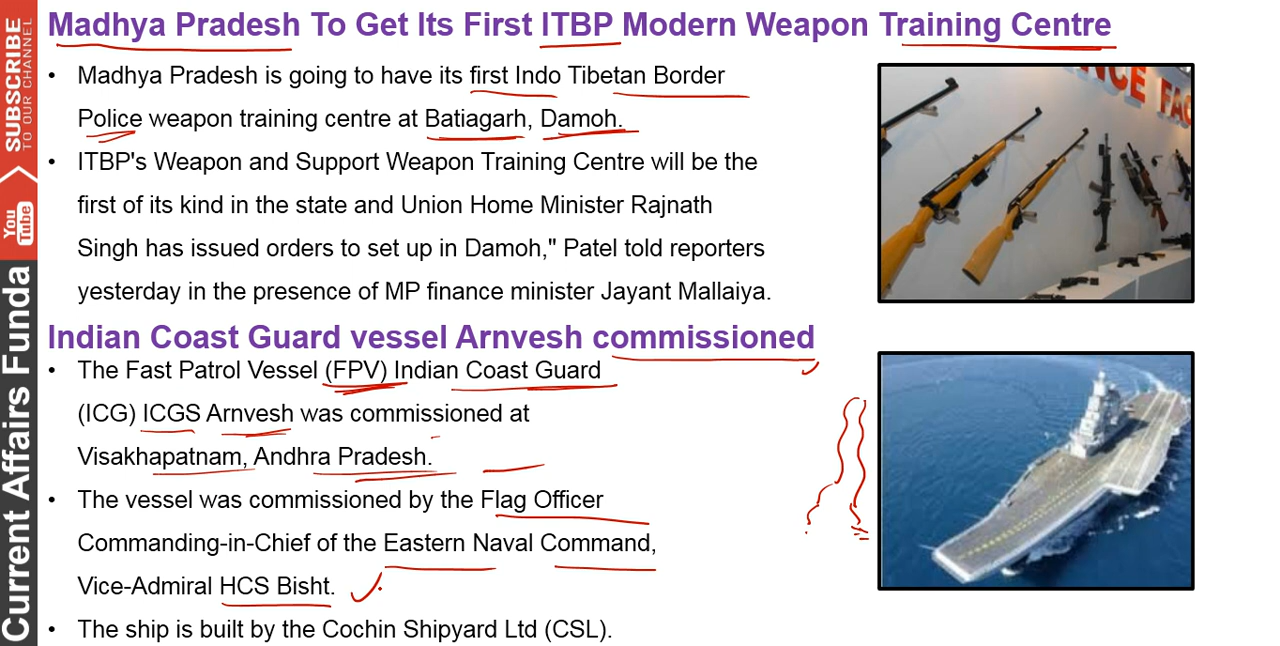 Madhya Pradesh To Get Its First ITBP Modern Weapon Training Centre
• Madhya Pradesh is going to have its first Indo Tibetan Border
Police weapon training centre at Batiagarh, Damoh.
• ITBP's Weapon and Support Weapon Training Centre will be the
first of its kind in the state and Union Home Minister Rajnath
Singh has issued orders to set up in Damoh," Patel told reporters
yesterday in the presence of MP finance minister Jayant Mallaiya.
Indian Coast Guard vessel Arnvesh commissioned
• The Fast Patrol Vessel (FPV) Indian Coast Guard
(ICG) ICGS Arnvesh was commissioned at
Visakhapatnam, Andhra Pradesh.
• The vessel was commissioned by the Flag Officer
Commanding-in-Chief of the Eastern Naval Command,
Vice-Admiral HCS Bisht.
• The ship is built by the Cochin Shipyard Ltd (CSL).
SUBSCRIBE
TO OUR CHANNEL
You
Tube
Current Affairs Funda
NCE FAC